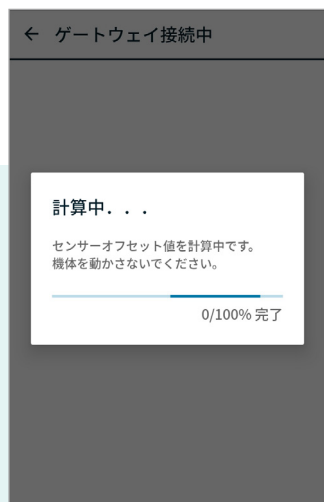 ゲートウェイ接続中
計算中．．．
センサーオフセット値を計算中です。
機体を動かさないでください。
0/100% 完了